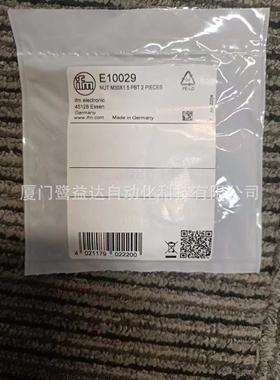 ifm
E10029
NUT M30X1.5 PBT 2 PIECES
ifm electronic
45128 Essen
Germany
www.ifm.com
Made in Germany
PE-LD
厦门鹭益达自动化科技有限公司
4 021179 022200